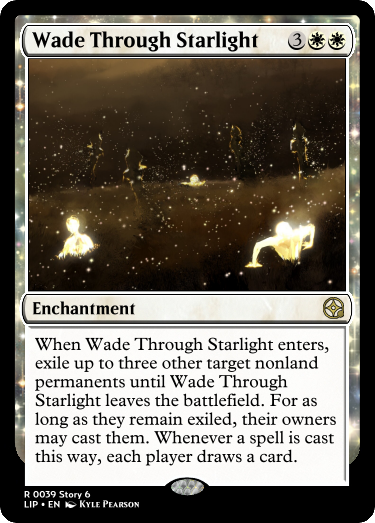 Wade Through Starlight 3
Enchantment
When Wade Through Starlight enters,
exile up to three other target nonland
permanents until Wade Through
Starlight leaves the battlefield. For as
long as they remain exiled, their owners
may cast them. Whenever a spell is cast
this way, each player draws a card.
R 0039 Story 6
LIP • EN Kyle Pearson